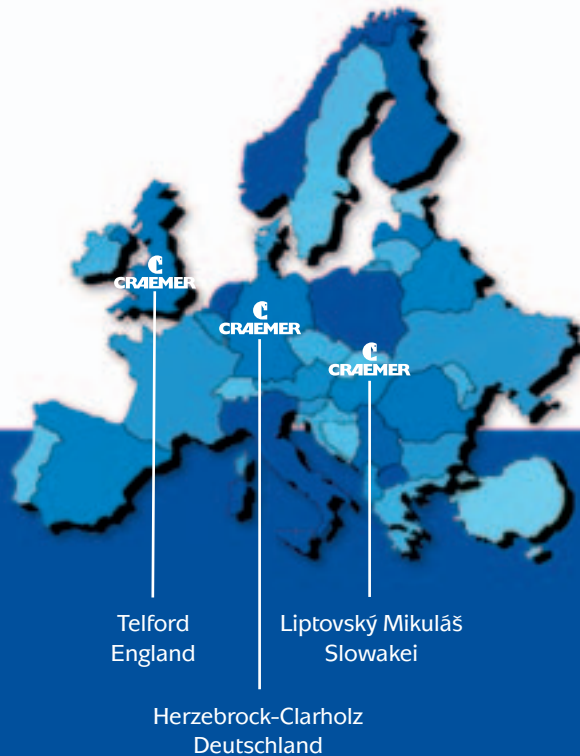 C
CRAEMER
C
CRAEMER
C
CRAEMER
Telford
England
Liptovský Mikuláš
Slowakei
Herzebrock-Clarholz
Deutschland